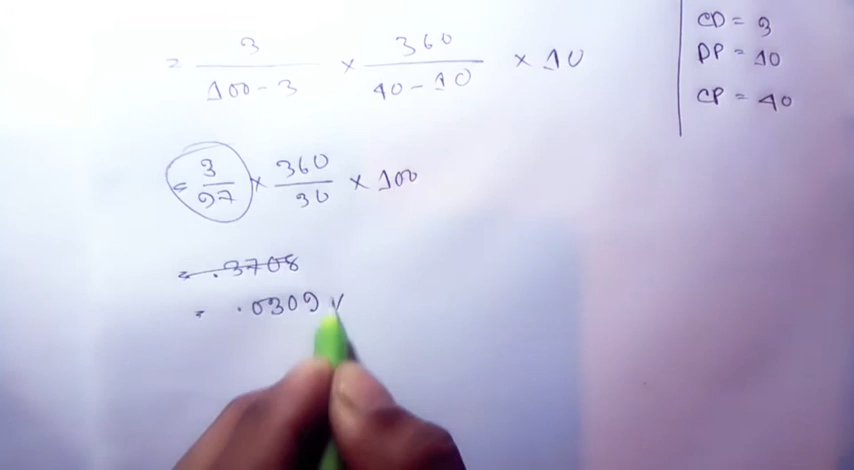 = 3 / 100 - 3 × 360 / 40 - 10 × 10
= 3 / 97 × 360 / 30 × 100
= .3708
= .0309
CD = 3
DP = 10
CP = 40